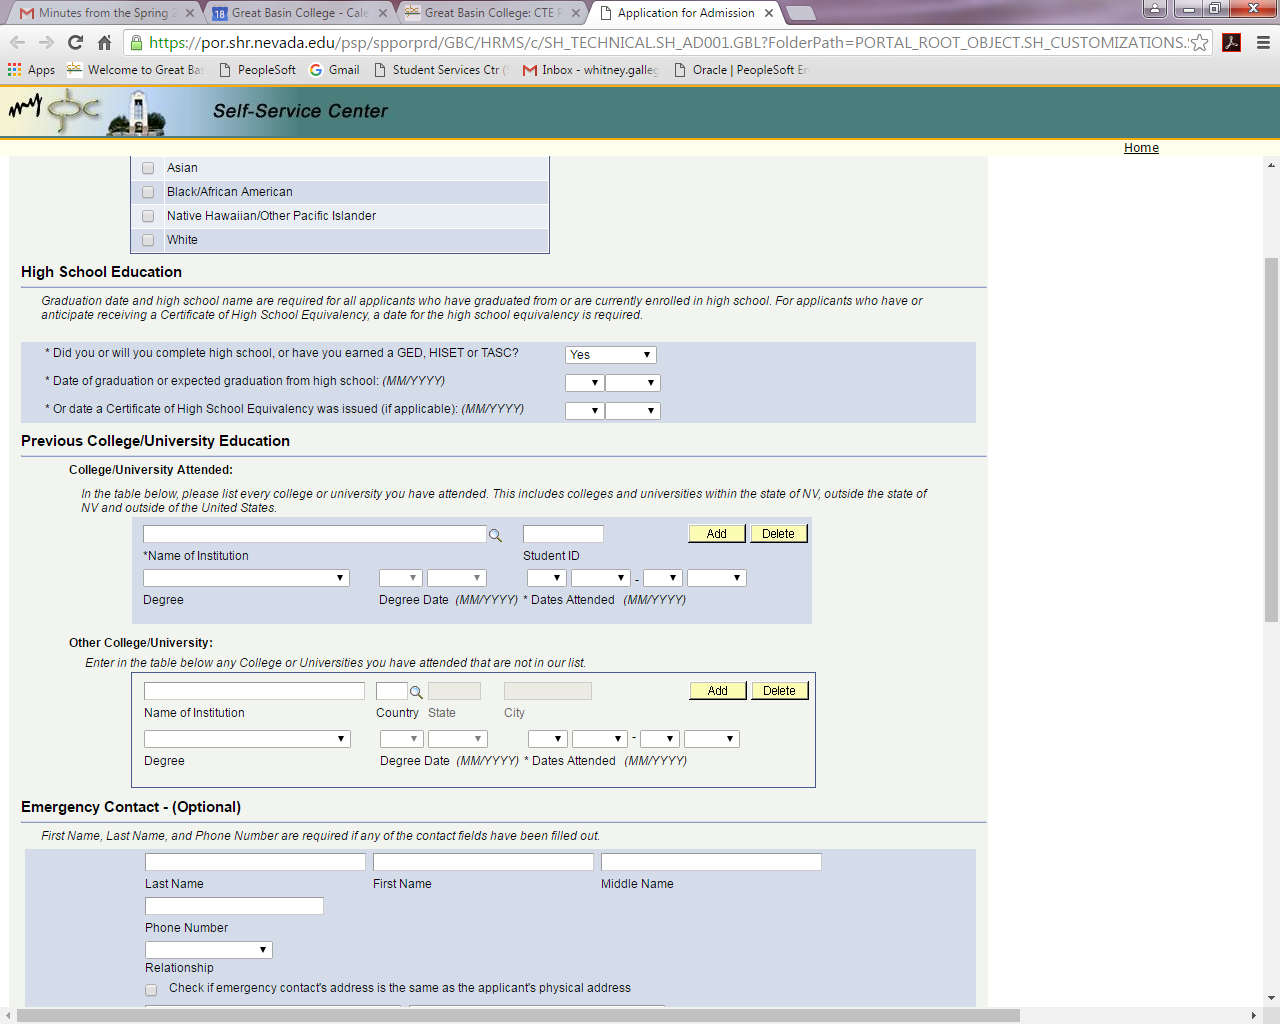 Minutes from the Spring 2
18 Great Basin College - Cale
Great Basin College: CTE P
Application for Admission
https://por.shr.nevada.edu/psp/spporprd/GBC/HRMS/c/SH_TECHNICAL.SH_AD001.GBL?FolderPath=PORTAL_ROOT_OBJECT.SH_CUSTOMIZATIONS.
Apps Welcome to Great Bas PeopleSoft Gmail Student Services Ctr ( Inbox - whitney.galleg Oracle | PeopleSoft En
my gbc Self-Service Center
Home
Asian
Black/African American
Native Hawaiian/Other Pacific Islander
White
High School Education
Graduation date and high school name are required for all applicants who have graduated from or are currently enrolled in high school. For applicants who have or
anticipate receiving a Certificate of High School Equivalency, a date for the high school equivalency is required.
* Did you or will you complete high school, or have you earned a GED, HISET or TASC? Yes
* Date of graduation or expected graduation from high school: (MM/YYYY)
* Or date a Certificate of High School Equivalency was issued (if applicable): (MM/YYYY)
Previous College/University Education
College/University Attended:
In the table below, please list every college or university you have attended. This includes colleges and universities within the state of NV, outside the state of
NV and outside of the United States.
Add Delete
*Name of Institution Student ID
-
Degree Degree Date (MM/YYYY) * Dates Attended (MM/YYYY)
Other College/University:
Enter in the table below any College or Universities you have attended that are not in our list.
Add Delete
Name of Institution Country State City
-
Degree Degree Date (MM/YYYY) * Dates Attended (MM/YYYY)
Emergency Contact - (Optional)
First Name, Last Name, and Phone Number are required if any of the contact fields have been filled out.
Last Name First Name Middle Name
Phone Number
Relationship
Check if emergency contact's address is the same as the applicant's physical address